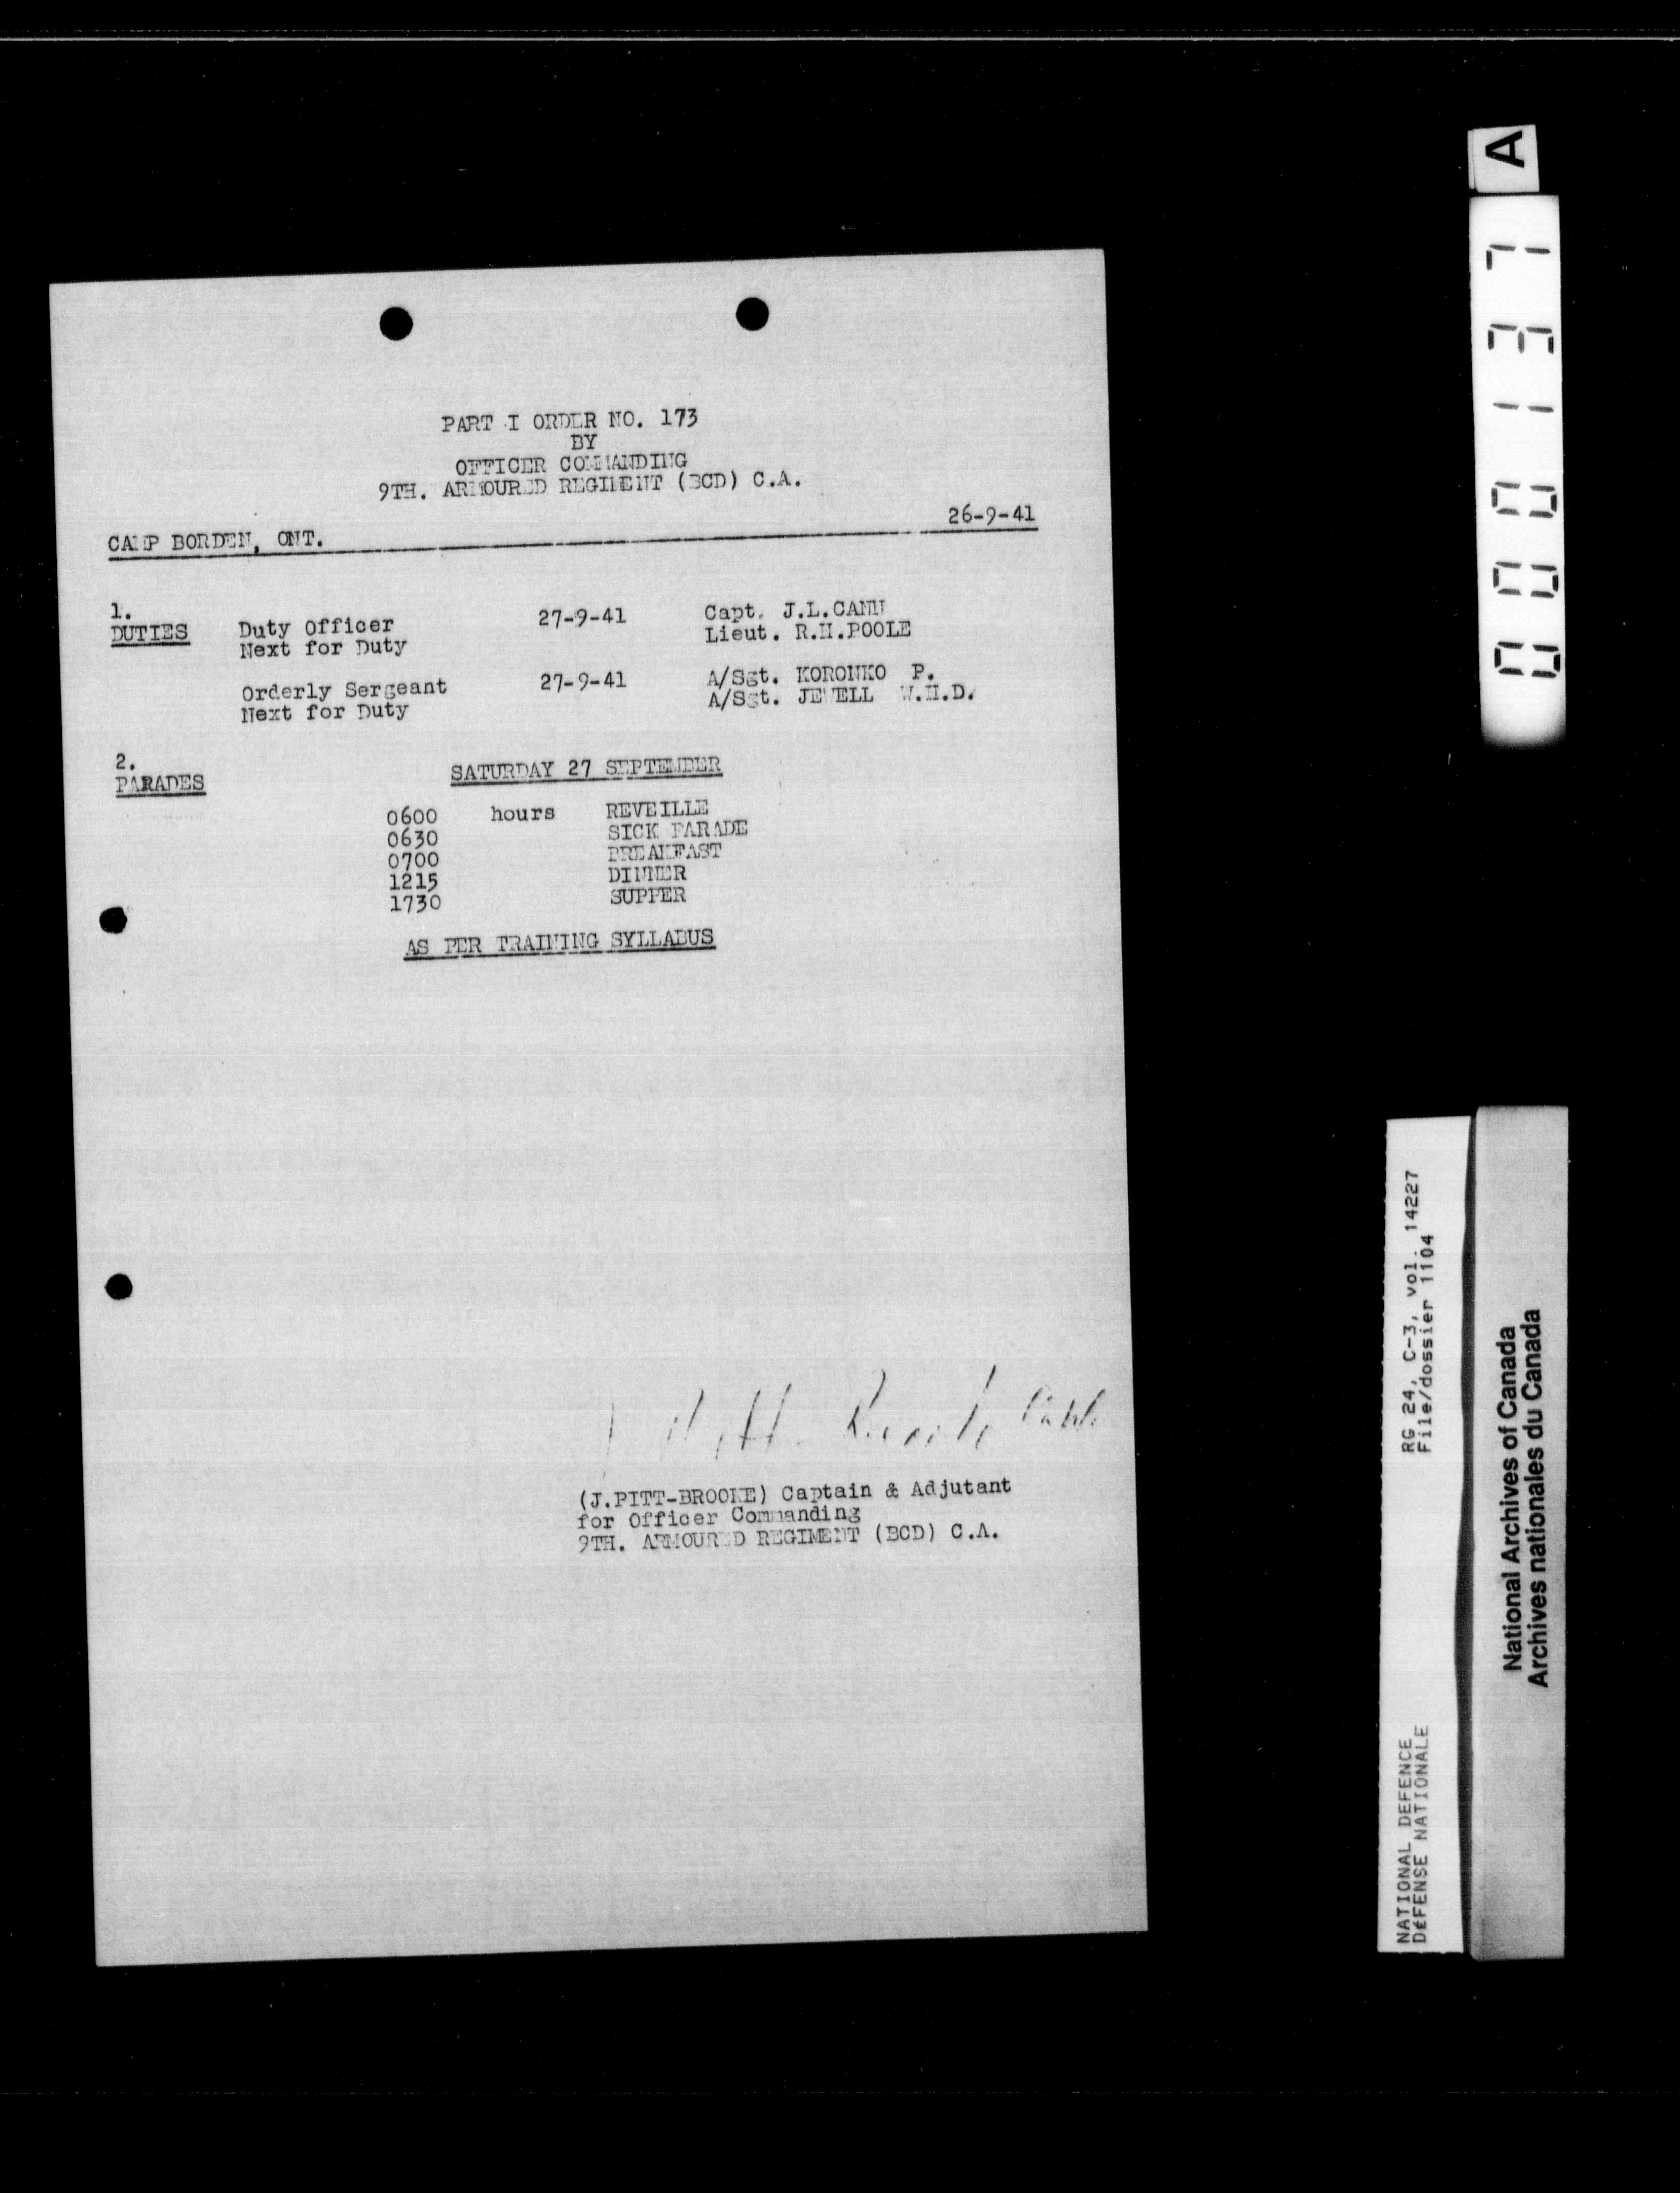 PART I ORDER NO. 173
BY
OFFICER COMMANDING
9TH. ARMOURED REGIMENT (BCD) C.A.
26-9-41
CAMP BORDEN, ONT.
1.
DUTIES Duty Officer 27-9-41 Capt. J.L.CANN
Next for Duty Lieut. R.H.POOLE
Orderly Sergeant 27-9-41 A/Sgt. KORONKO P.
Next for Duty A/Sgt. JEWELL W.H.D.
2.
PARADES SATURDAY 27 SEPTEMBER
0600 hours REVEILLE
0630 SICK PARADE
0700 BREAKFAST
1215 DINNER
1730 SUPPER
AS PER TRAINING SYLLABUS
(J.PITT-BROOKE) Captain & Adjutant
for Officer Commanding
9TH. ARMOURED REGIMENT (BCD) C.A.
A
000137
NATIONAL DEFENCE RG 24, C-3, vol. 14227
DÉFENSE NATIONALE File/dossier 1104
National Archives of Canada
Archives nationales du Canada